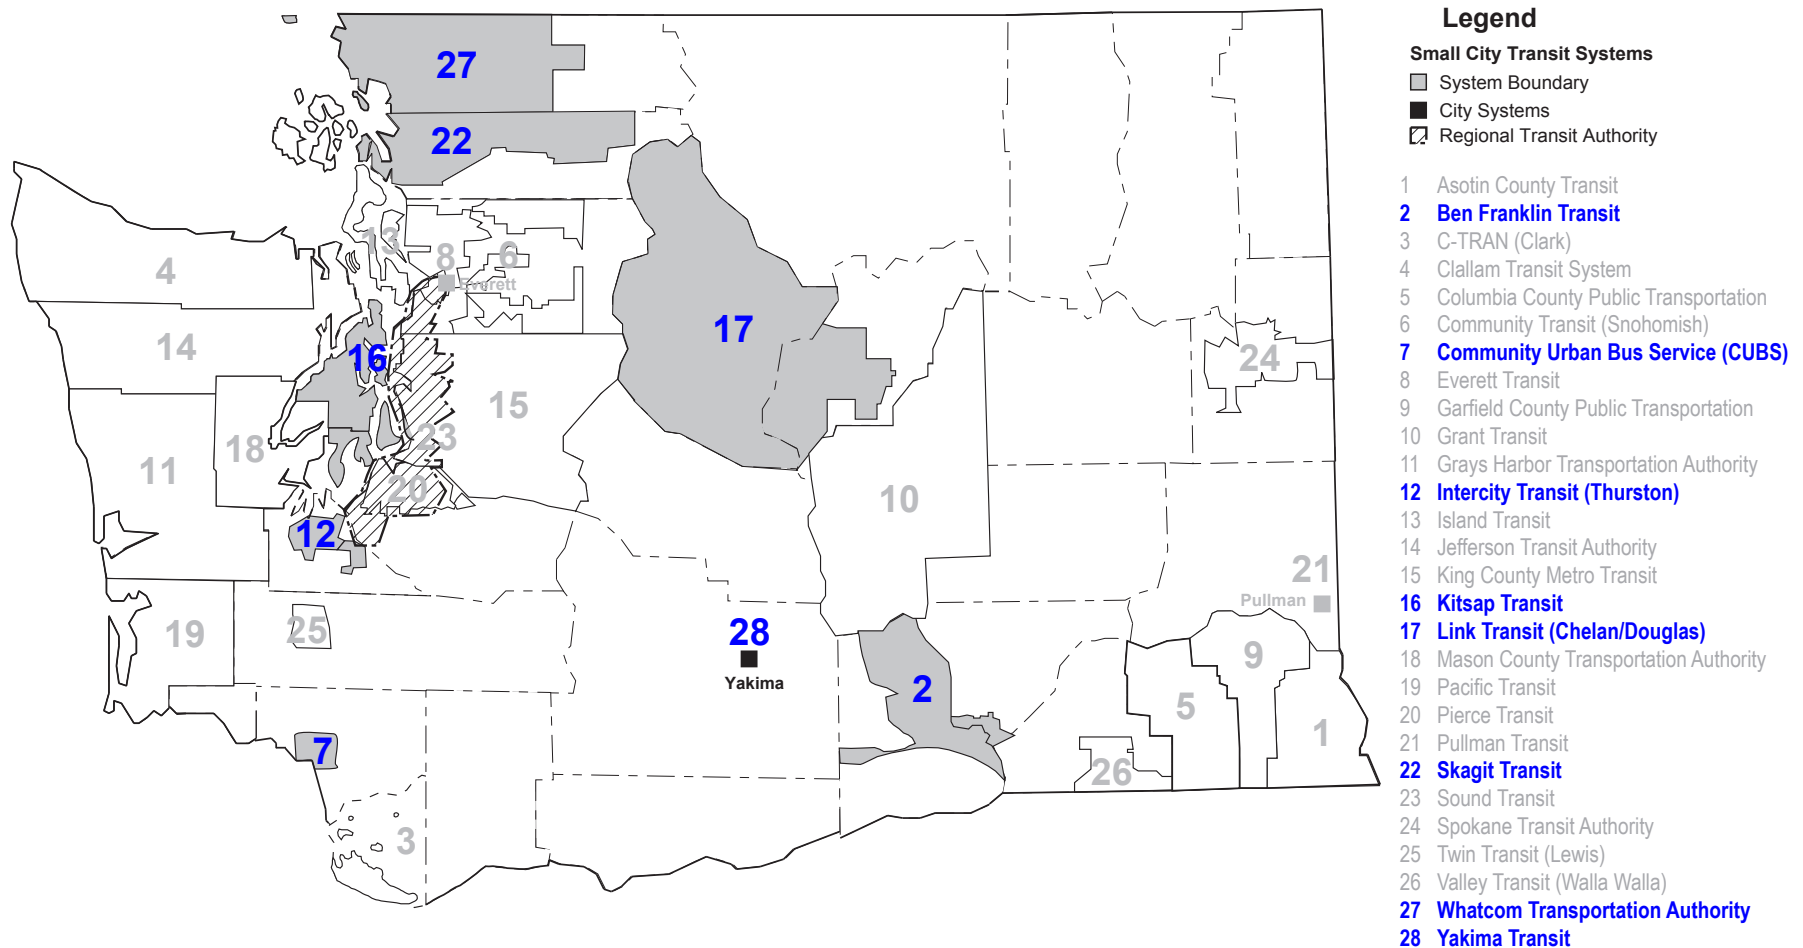 27
22
13
8
6
Everett
4
17
14
16
24
15
23
18
11
20
10
12
21
Pullman
19
25
28
Yakima
9
2
5
1
7
26
3
Legend
Small City Transit Systems
System Boundary
City Systems
Regional Transit Authority
1 Asotin County Transit
2 Ben Franklin Transit
3 C-TRAN (Clark)
4 Clallam Transit System
5 Columbia County Public Transportation
6 Community Transit (Snohomish)
7 Community Urban Bus Service (CUBS)
8 Everett Transit
9 Garfield County Public Transportation
10 Grant Transit
11 Grays Harbor Transportation Authority
12 Intercity Transit (Thurston)
13 Island Transit
14 Jefferson Transit Authority
15 King County Metro Transit
16 Kitsap Transit
17 Link Transit (Chelan/Douglas)
18 Mason County Transportation Authority
19 Pacific Transit
20 Pierce Transit
21 Pullman Transit
22 Skagit Transit
23 Sound Transit
24 Spokane Transit Authority
25 Twin Transit (Lewis)
26 Valley Transit (Walla Walla)
27 Whatcom Transportation Authority
28 Yakima Transit